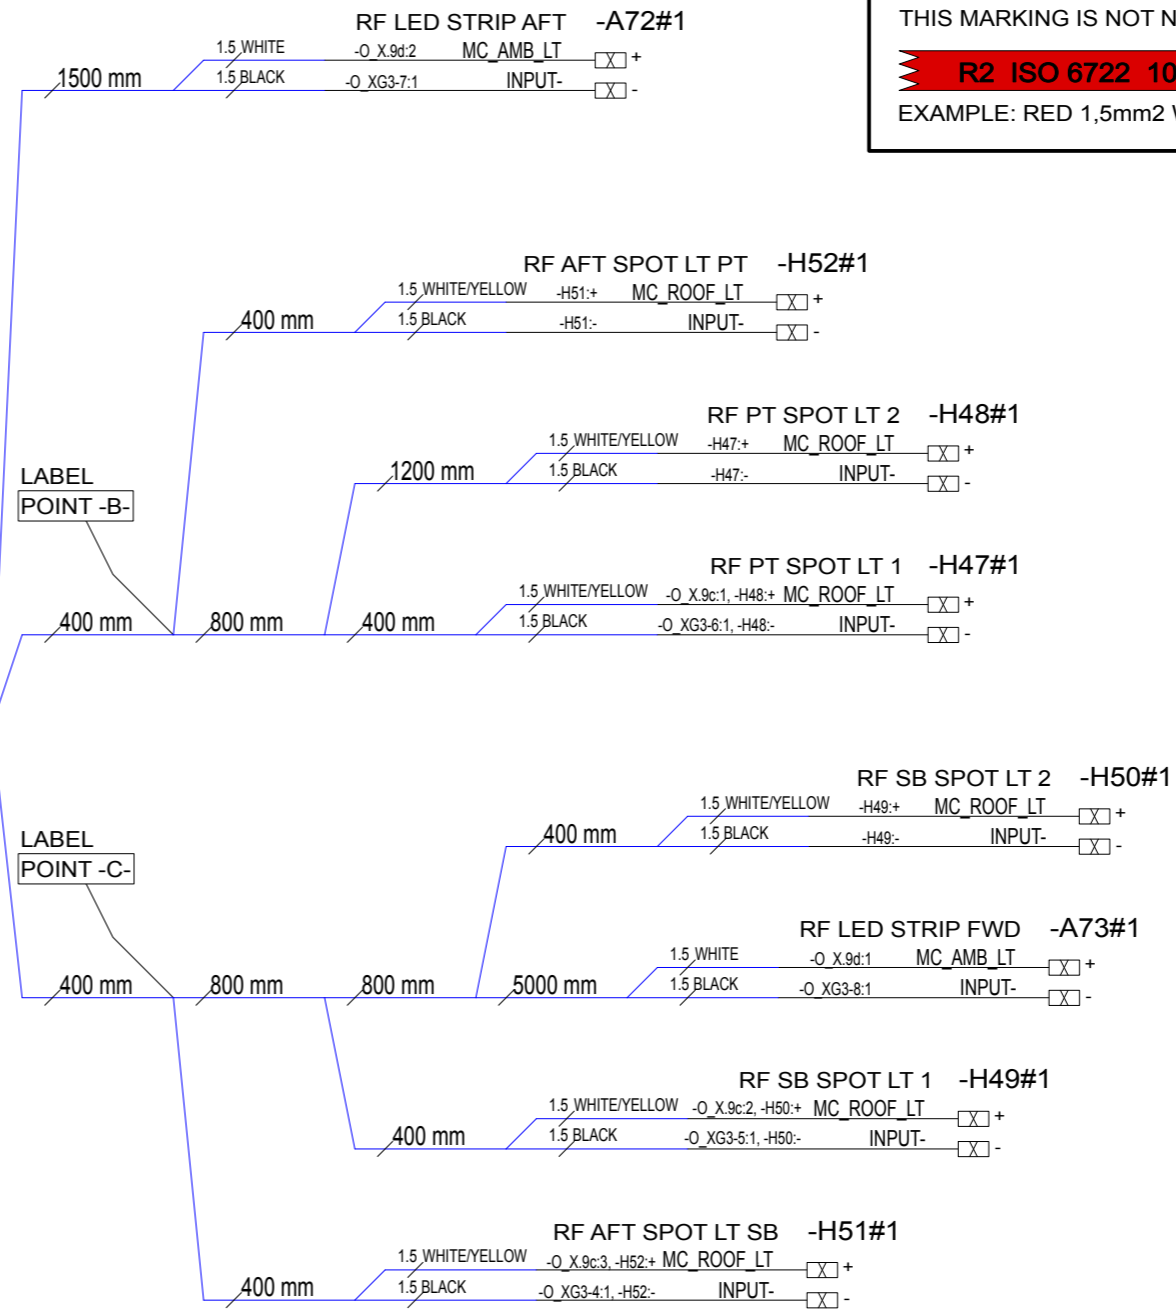 THIS MARKING IS NOT N
R2 ISO 6722 10
EXAMPLE: RED 1,5mm2
RF LED STRIP AFT -A72#1
1500 mm
1.5 WHITE -O_X.9d:2 MC_AMB_LT X +
1.5 BLACK -O_XG3-7:1 INPUT- X -
RF AFT SPOT LT PT -H52#1
400 mm
1.5 WHITE/YELLOW -H51:+ MC_ROOF_LT X +
1.5 BLACK -H51:- INPUT- X -
RF PT SPOT LT 2 -H48#1
1200 mm
1.5 WHITE/YELLOW -H47:+ MC_ROOF_LT X +
1.5 BLACK -H47:- INPUT- X -
LABEL
POINT -B-
RF PT SPOT LT 1 -H47#1
400 mm 800 mm 400 mm
1.5 WHITE/YELLOW -O_X.9c:1, -H48:+ MC_ROOF_LT X +
1.5 BLACK -O_XG3-6:1, -H48:- INPUT- X -
RF SB SPOT LT 2 -H50#1
400 mm
1.5 WHITE/YELLOW -H49:+ MC_ROOF_LT X +
1.5 BLACK -H49:- INPUT- X -
LABEL
POINT -C-
RF LED STRIP FWD -A73#1
400 mm 800 mm 800 mm 5000 mm
1.5 WHITE -O_X.9d:1 MC_AMB_LT X +
1.5 BLACK -O_XG3-8:1 INPUT- X -
RF SB SPOT LT 1 -H49#1
400 mm
1.5 WHITE/YELLOW -O_X.9c:2, -H50:+ MC_ROOF_LT X +
1.5 BLACK -O_XG3-5:1, -H50:- INPUT- X -
RF AFT SPOT LT SB -H51#1
400 mm
1.5 WHITE/YELLOW -O_X.9c:3, -H52:+ MC_ROOF_LT X +
1.5 BLACK -O_XG3-4:1, -H52:- INPUT- X -